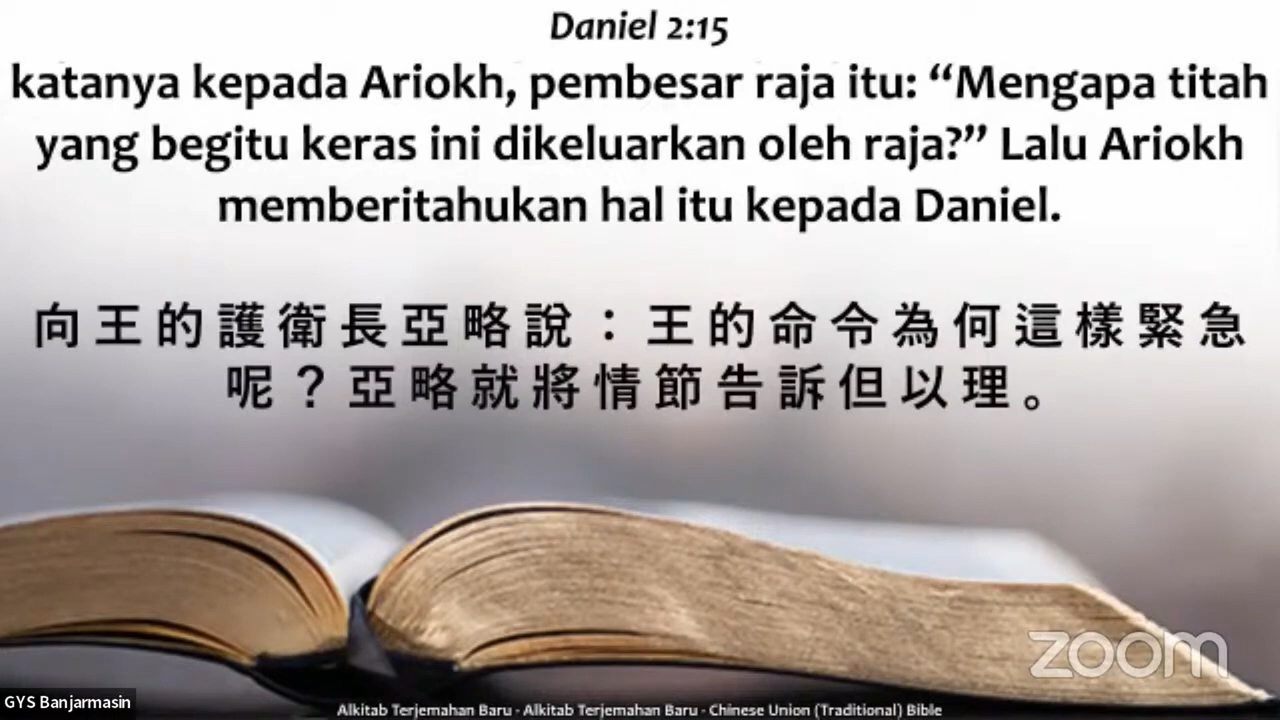 Daniel 2:15
katanya kepada Ariokh, pembesar raja itu: “Mengapa titah
yang begitu keras ini dikeluarkan oleh raja?” Lalu Ariokh
memberitahukan hal itu kepada Daniel.
向王的護衛長亞略說：王的命令為何這樣緊急
呢？亞略就將情節告訴但以理。
zoom
GYS Banjarmasin
Alkitab Terjemahan Baru - Alkitab Terjemahan Baru - Chinese Union (Traditional) Bible